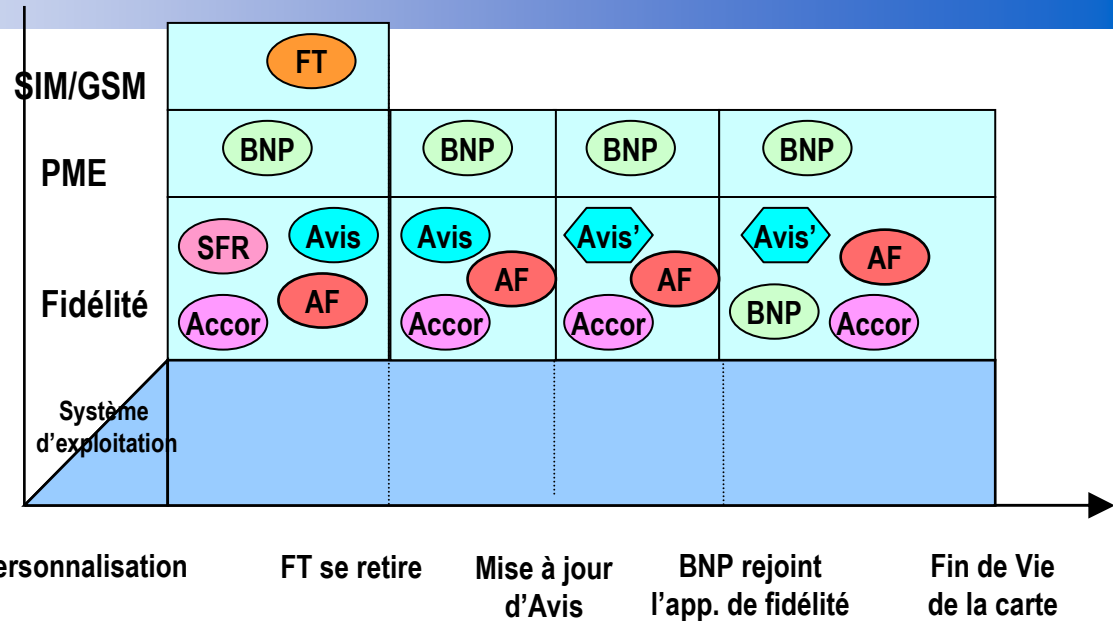 FT
SIM/GSM
BNP
BNP
BNP
BNP
PME
SFR
Avis
Avis
Avis’
Avis’
AF
AF
AF
AF
Fidélité
Accor
Accor
Accor
BNP
Accor
Système
d’exploitation
ersonnalisation
FT se retire
Mise à jour
d’Avis
BNP rejoint
l’app. de fidélité
Fin de Vie
de la carte